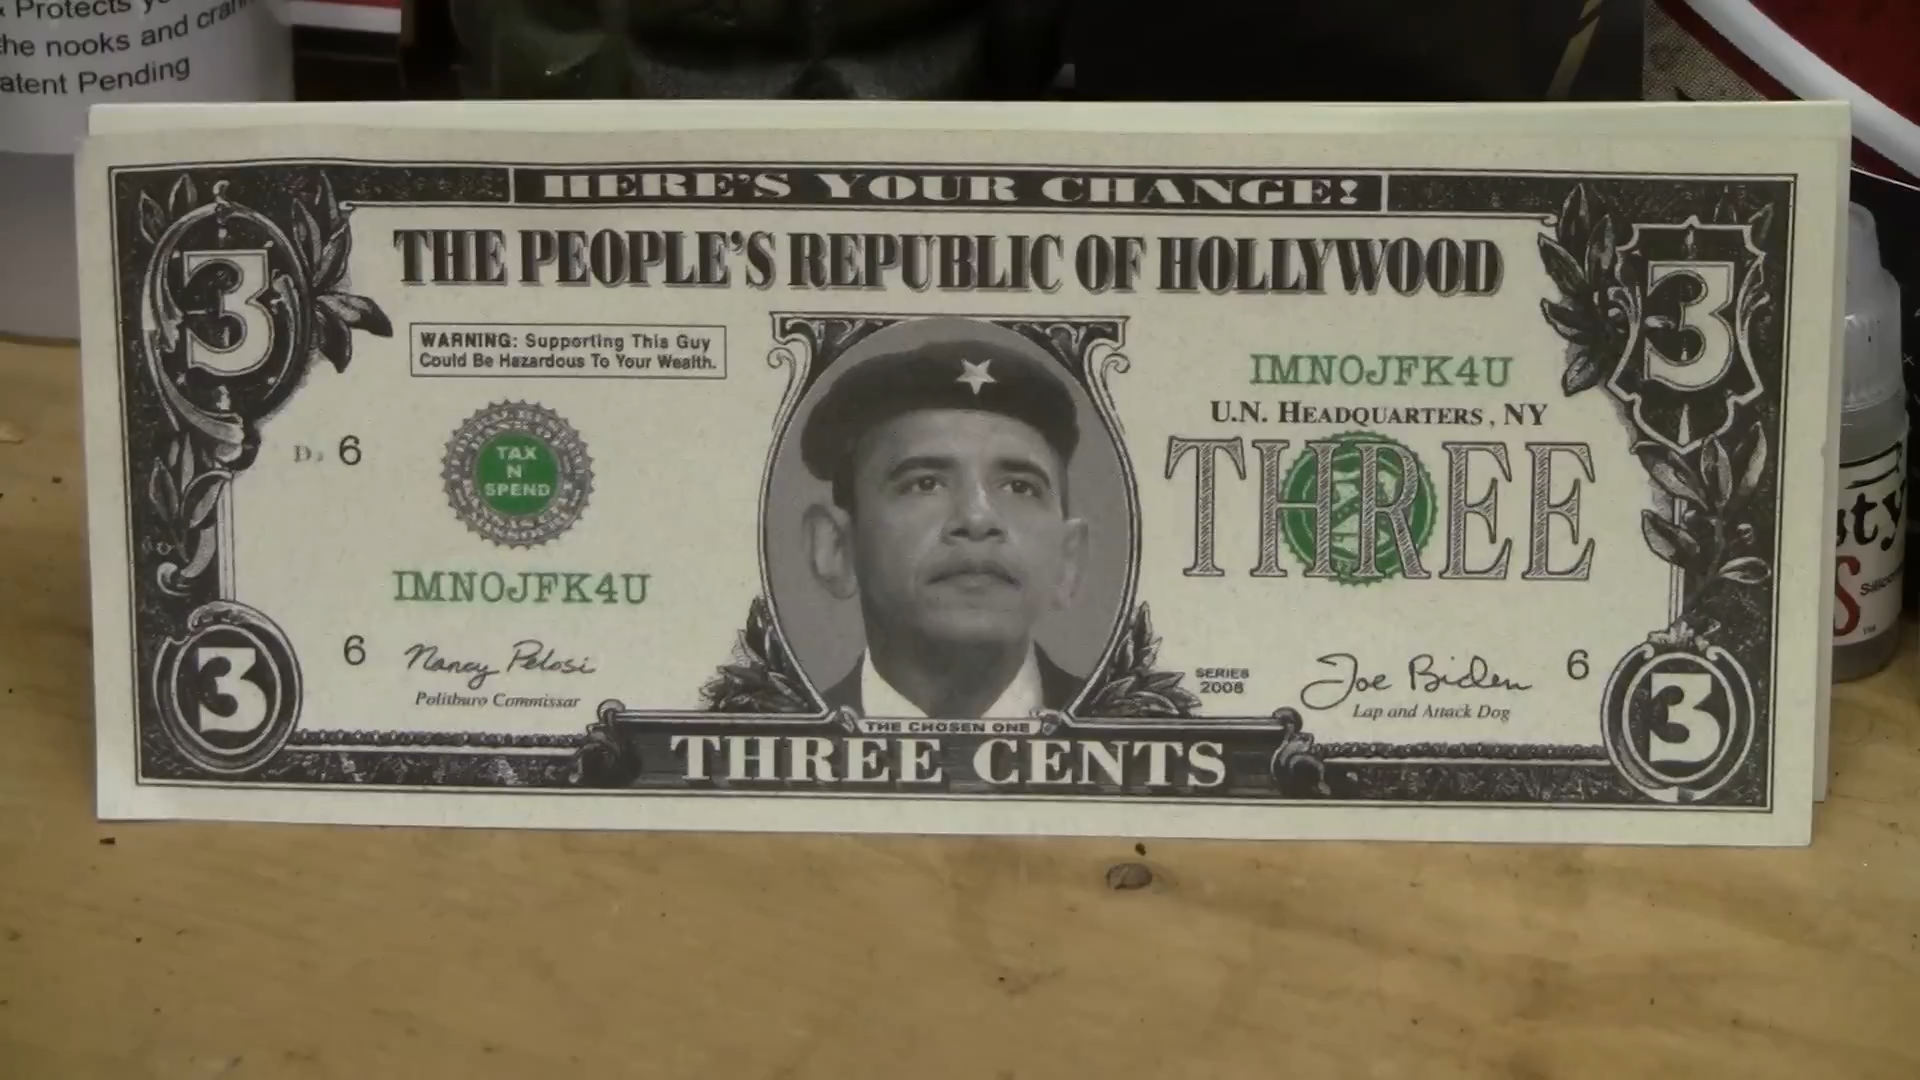 Protects
the nooks and
atent Pending
HERE'S YOUR CHANGE!
THE PEOPLE'S REPUBLIC OF HOLLYWOOD
3
3
WARNING: Supporting This Guy
Could Be Hazardous To Your Wealth.
IMNOJFK4U
U.N. HEADQUARTERS, NY
THREE
6
TAX
N
SPEND
IMNOJFK4U
6
Nancy Pelosi
Politburo Commissar
SERIES
2008
Joe Biden
6
Lap and Attack Dog
3
3
THE CHOSEN ONE
THREE CENTS